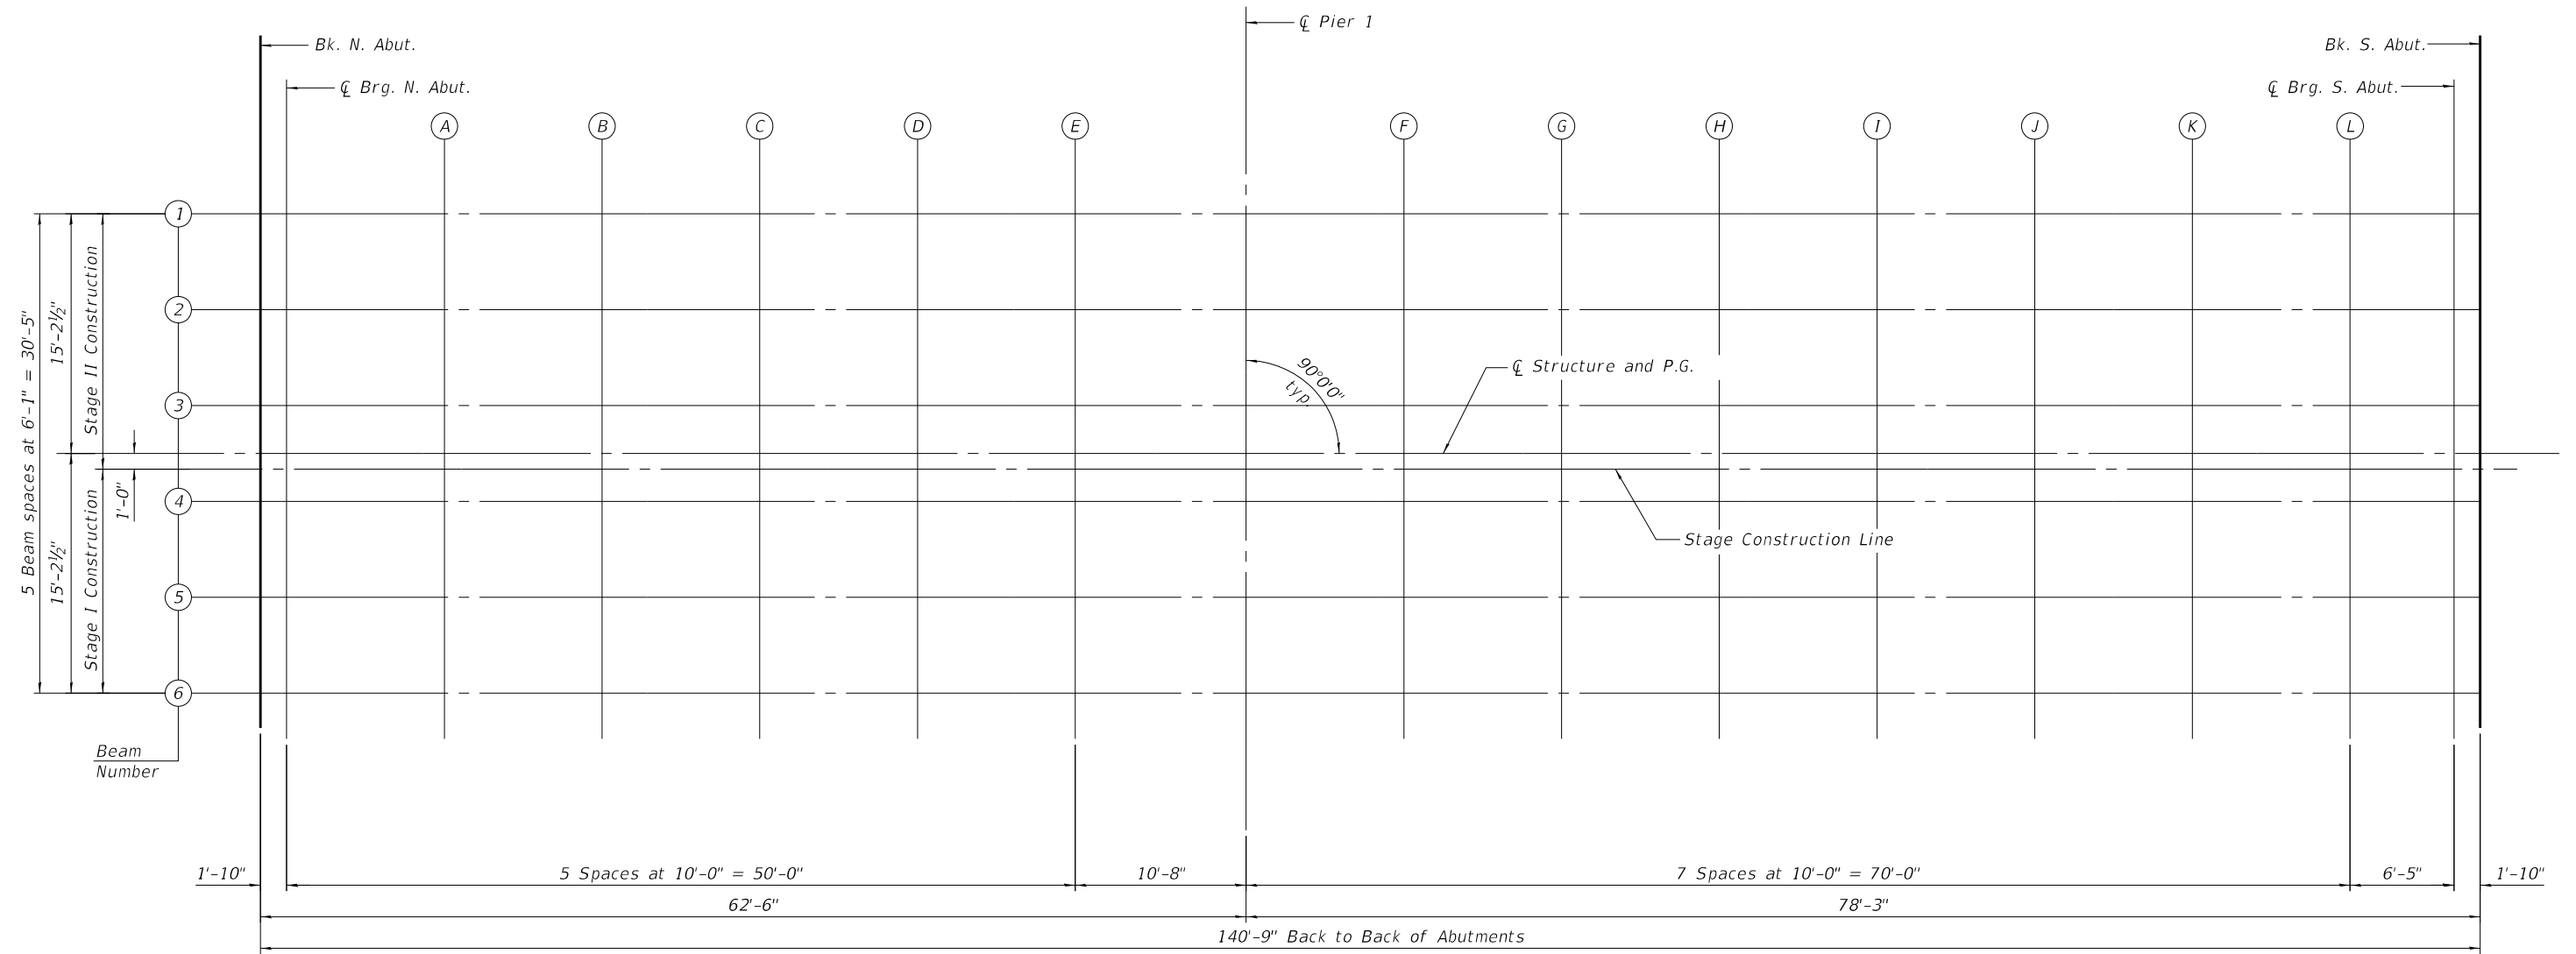 ℄ Pier 1
Bk. N. Abut.
Bk. S. Abut.
℄ Brg. N. Abut.
℄ Brg. S. Abut.
A B C D E F G H I J K L
1
2
3
4
5
6
5 Beam spaces at 6'-1" = 30'-5"
15'-2½"
15'-2½"
Stage II Construction
Stage I Construction
1'-0"
90°0'0"
typ.
℄ Structure and P.G.
Stage Construction Line
Beam
Number
1'-10" 5 Spaces at 10'-0" = 50'-0" 10'-8" 7 Spaces at 10'-0" = 70'-0" 6'-5" 1'-10"
62'-6" 78'-3"
140'-9" Back to Back of Abutments